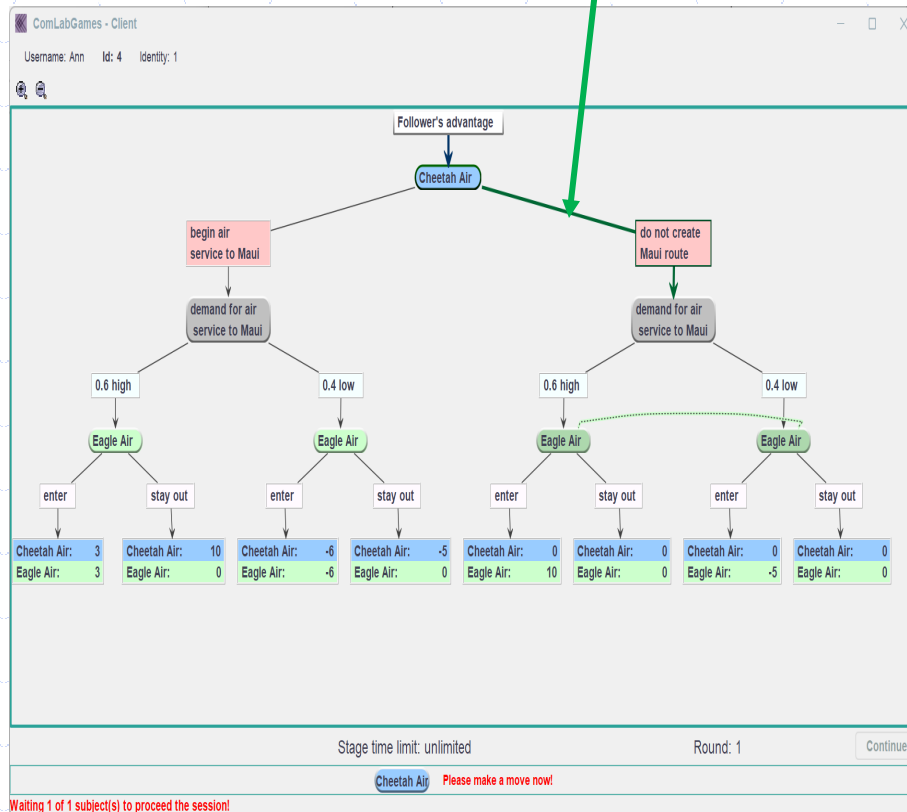 ComLabGames - Client
Username: Ann Id: 4 Identity: 1
Follower's advantage
Cheetah Air
begin air
service to Maui
do not create
Maui route
demand for air
service to Maui
demand for air
service to Maui
0.6 high
0.4 low
0.6 high
0.4 low
Eagle Air
Eagle Air
Eagle Air
Eagle Air
enter
stay out
enter
stay out
enter
stay out
enter
stay out
Cheetah Air: 3
Eagle Air: 3
Cheetah Air: 10
Eagle Air: 0
Cheetah Air: -6
Eagle Air: -6
Cheetah Air: -5
Eagle Air: 0
Cheetah Air: 0
Eagle Air: 10
Cheetah Air: 0
Eagle Air: 0
Cheetah Air: 0
Eagle Air: -5
Cheetah Air: 0
Eagle Air: 0
Stage time limit: unlimited
Round: 1
Continue
Cheetah Air
Please make a move now!
Waiting 1 of 1 subject(s) to proceed the session!